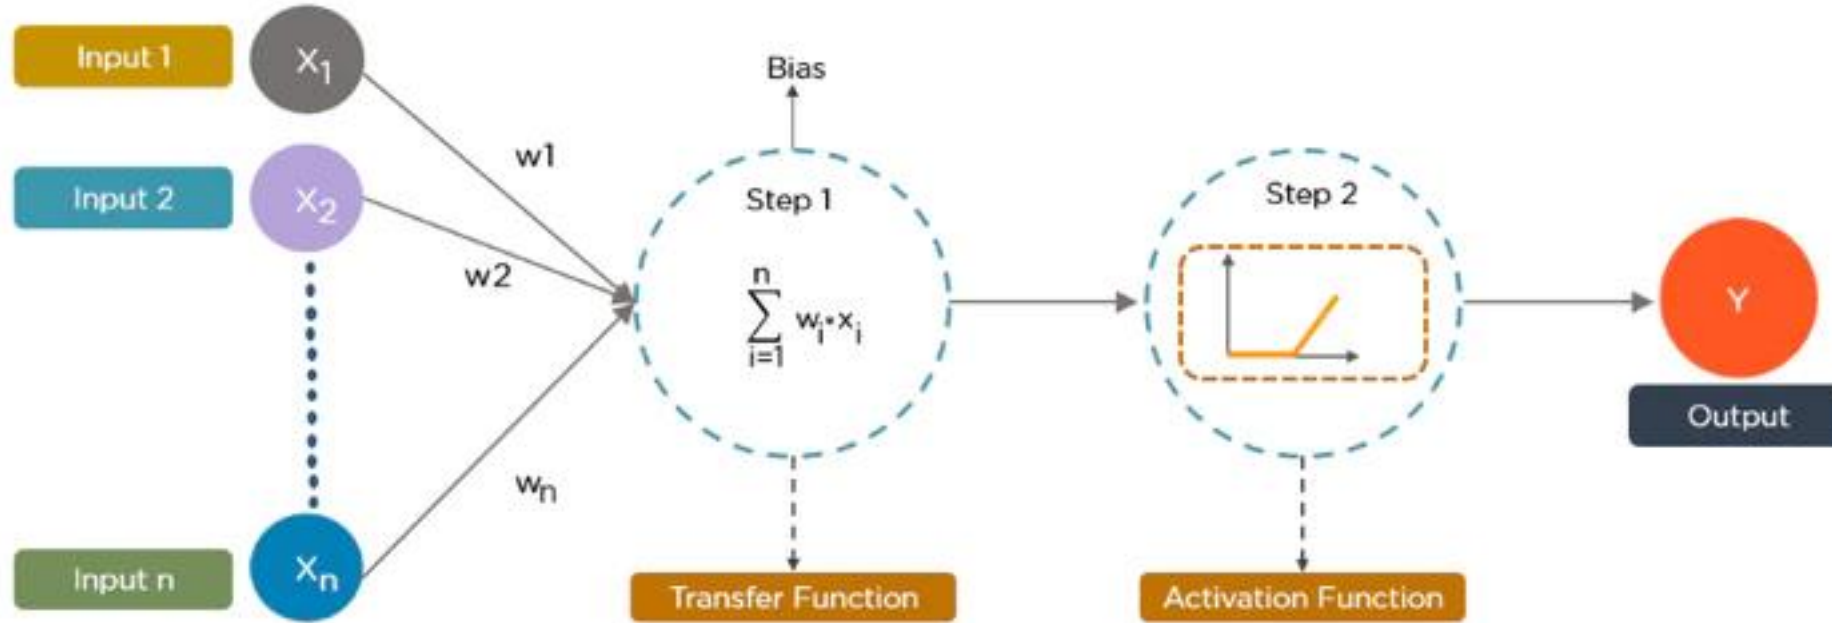 Input 1
X1
Bias
w1
Input 2
X2
Step 1
Step 2
w2
n
∑ wi•xi
i=1
Y
Output
wn
Input n
Xn
Transfer Function
Activation Function